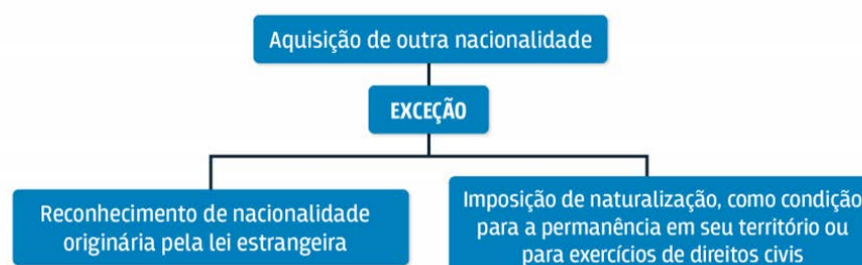 Aquisição de outra nacionalidade
EXCEÇÃO
Reconhecimento de nacionalidade
originária pela lei estrangeira
Imposição de naturalização, como condição
para a permanência em seu território ou
para exercícios de direitos civis